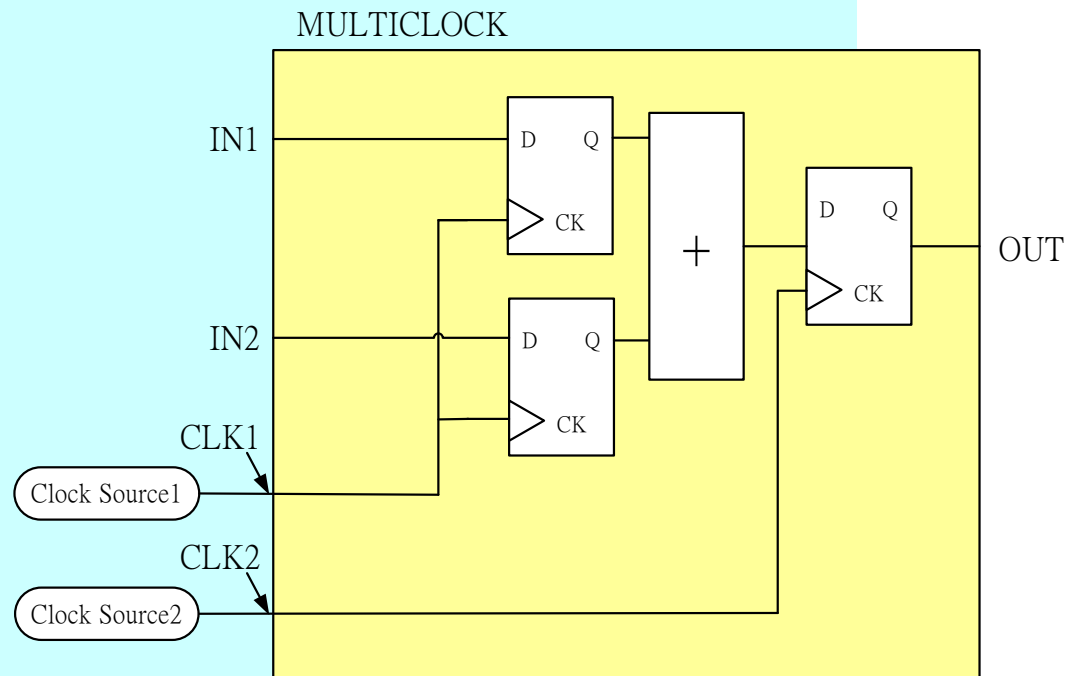 MULTICLOCK
IN1
D
Q
CK
+
D
Q
CK
OUT
IN2
D
Q
CK
CLK1
Clock Source1
CLK2
Clock Source2